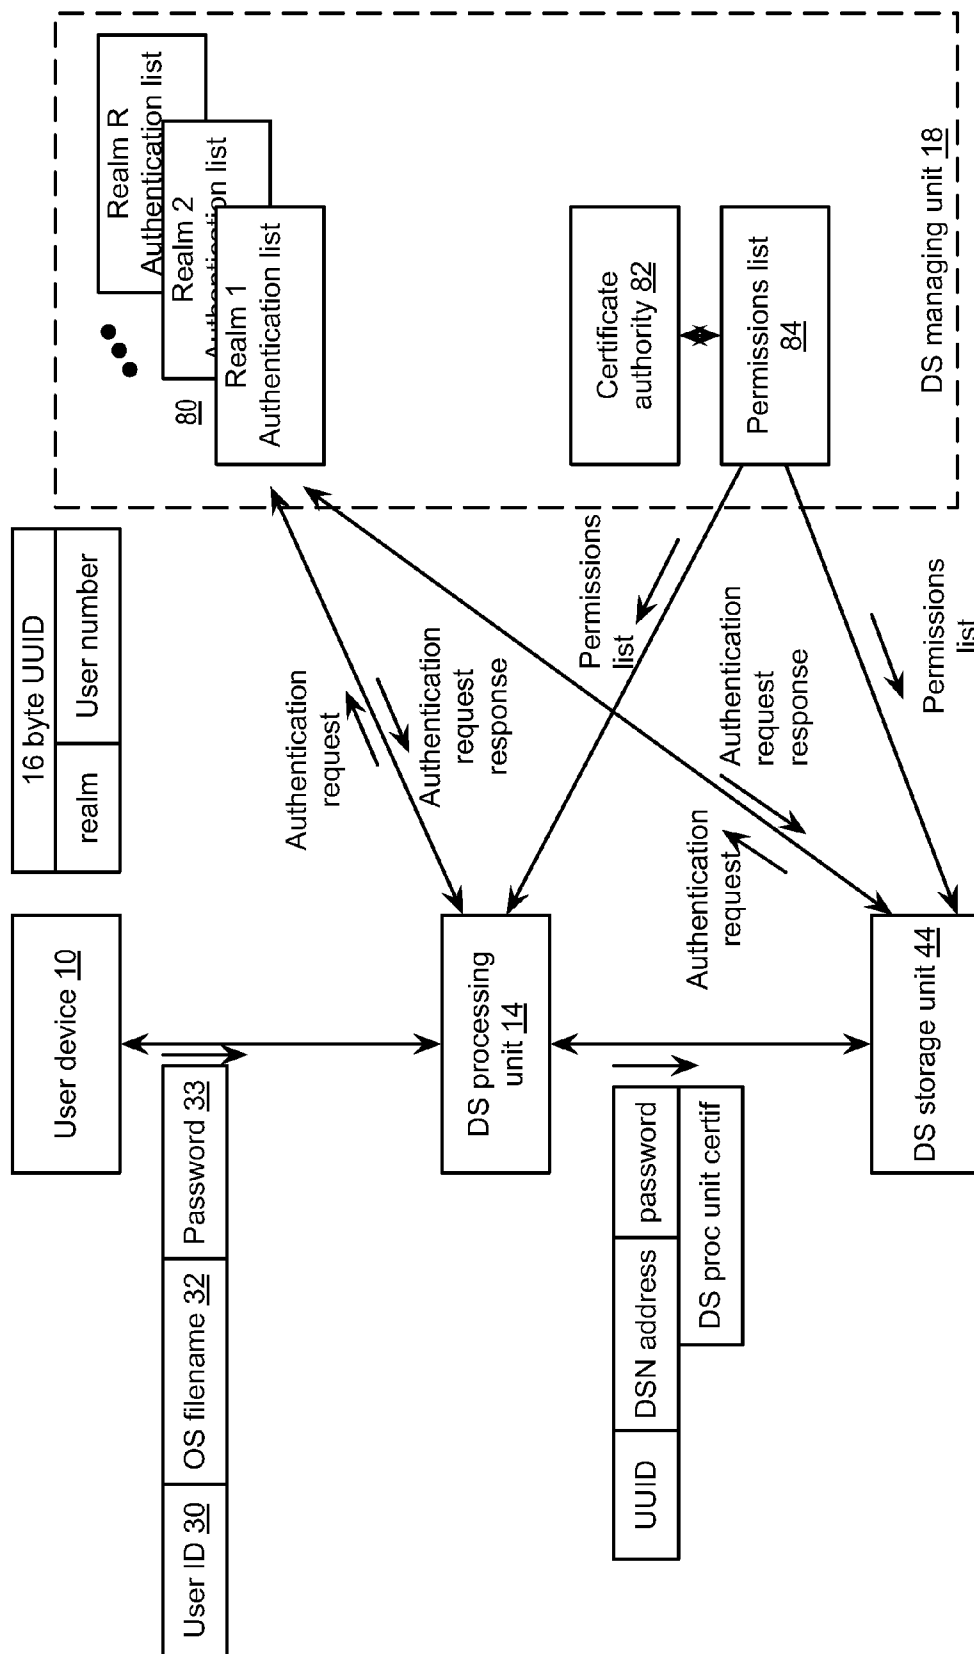 User device 10
16 byte UUID
realm
User number
User ID 30
OS filename 32
Password 33
Realm R
Authentication list
Realm 2
Authentication list
Realm 1
Authentication list
80
Authentication
request
Authentication
request
response
DS processing
unit 14
Permissions
list
Certificate
authority 82
Permissions list
84
UUID
DSN address
password
DS proc unit certif
Authentication
request
Authentication
request
response
Permissions
list
DS storage unit 44
DS managing unit 18